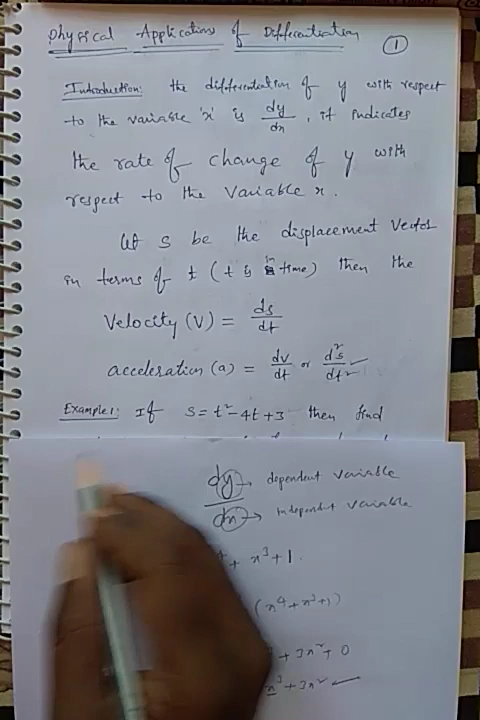 Physical Applications of Differentiation ①
Introduction: the differentiation of y with respect
to the variable 'x' is dy/dx, it indicates
the rate of change of y with
respect to the variable x.
Let s be the displacement vector
in terms of t (t is in time) then the
Velocity (V) = ds/dt
acceleration (a) = dv/dt or d²s/dt²
Example 1: If S = t² - 4t + 3 then find
dy → dependent variable
dx → independent variable
+ x³ + 1.
(x⁴ + x³ + 1)
+ 3x² + 0
x³ + 3x²